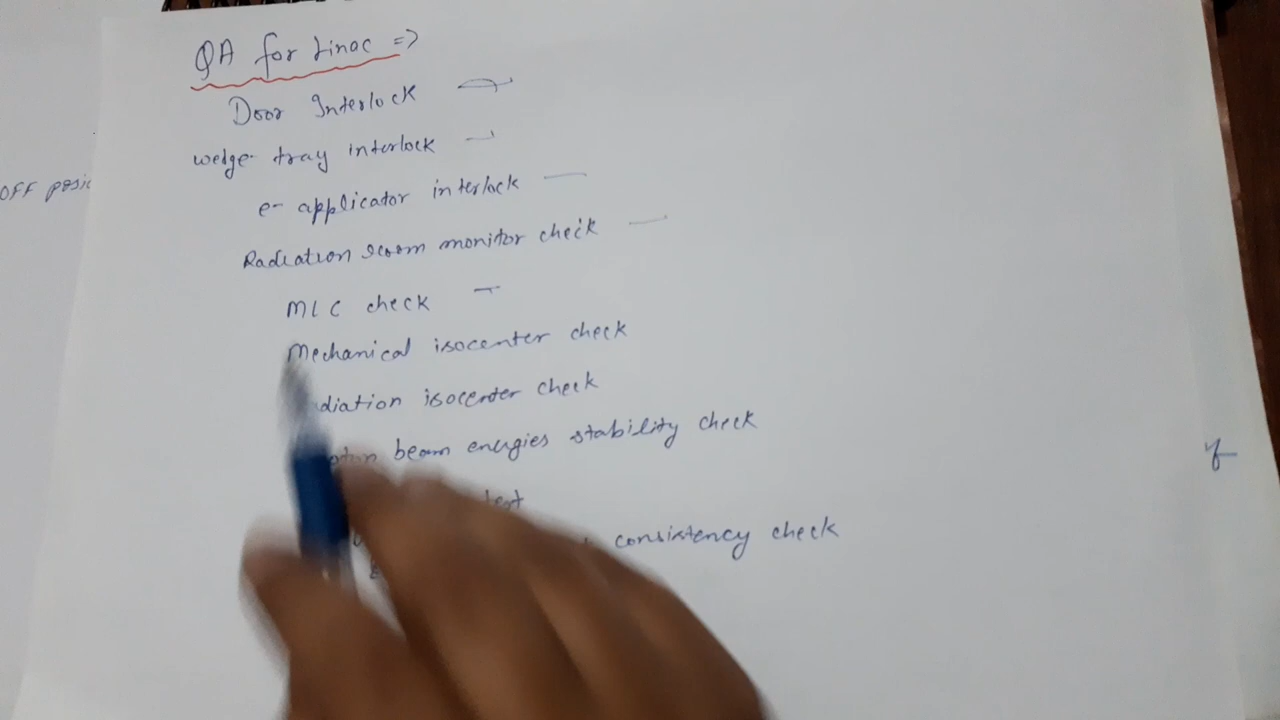 QA for Linac =>
Door Interlock
wedge tray interlock
e- applicator interlock
OFF
Radiation room monitor check
MLC check
Mechanical isocenter check
isocenter check
beam energies stability check
test
consistency check